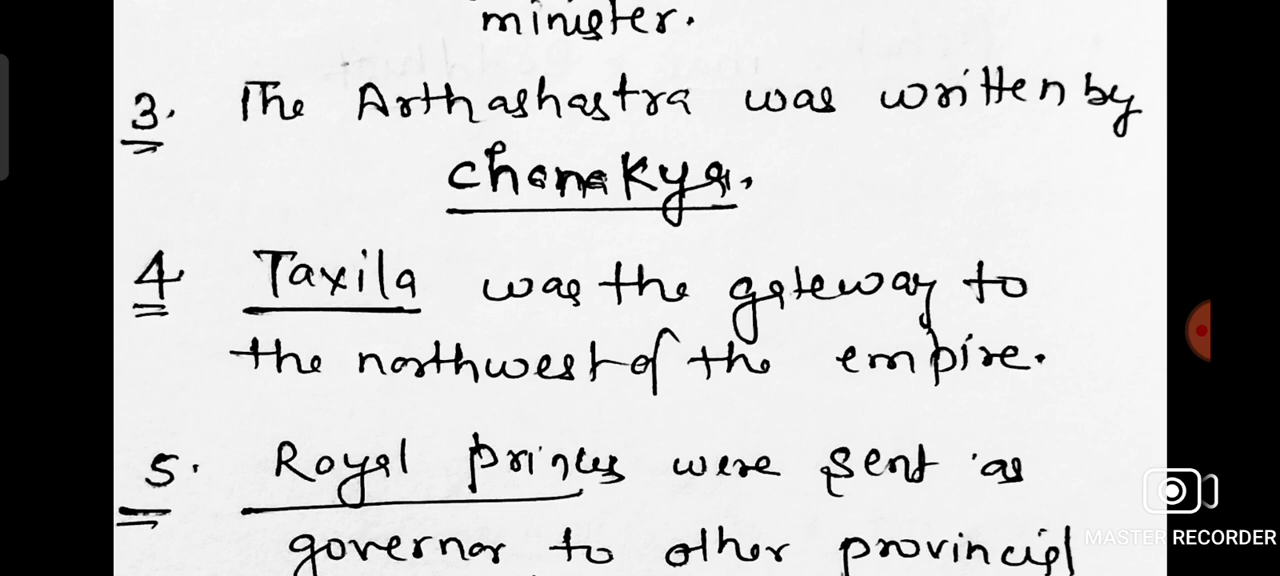 minister.
3. The Arthashastra was written by
chanakya.
4 Taxila was the gateway to
the northwest of the empire.
5. Royal princes were sent as
governor to other provincial
MASTER RECORDER